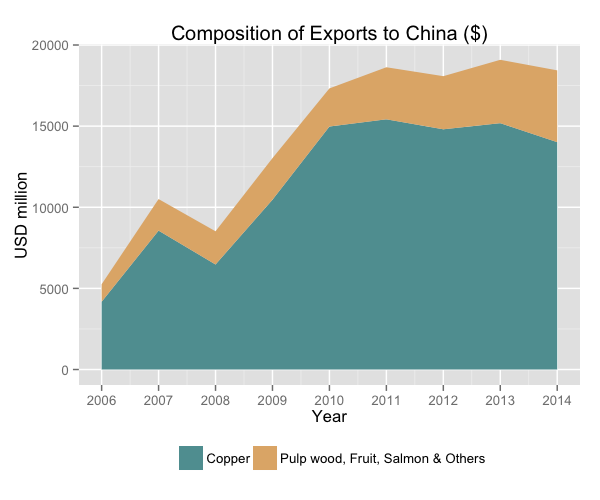 Composition of Exports to China ($)
20000
15000
10000
5000
0
USD million
2006 2007 2008 2009 2010 2011 2012 2013 2014
Year
Copper Pulp wood, Fruit, Salmon & Others